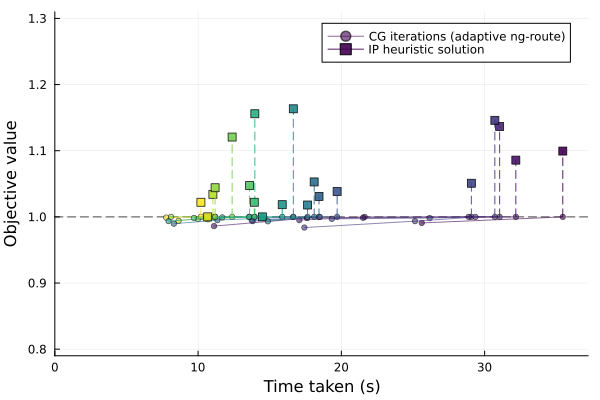 1.3
1.2
1.1
1.0
0.9
0.8
Objective value
CG iterations (adaptive ng-route)
IP heuristic solution
0 10 20 30
Time taken (s)